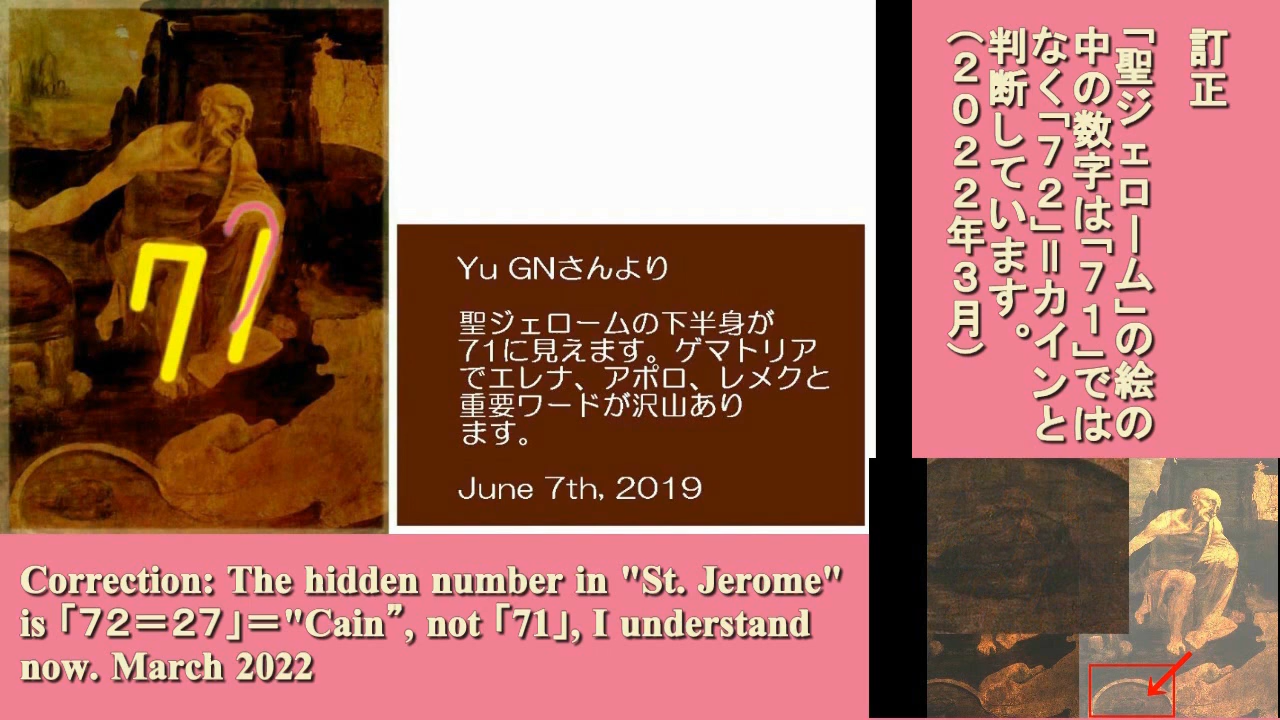 71
Yu GNさんより
聖ジェロームの下半身が
71に見えます。ゲマトリア
でエレナ、アポロ、レメクと
重要ワードが沢山あり
ます。
June 7th, 2019
訂正
「聖ジェローム」の絵の
中の数字は「７１」では
なく「７２」＝カインと
判断しています。
（２０２２年３月）
Correction: The hidden number in "St. Jerome"
is「７２＝２７」＝"Cain”, not「71」, I understand
now. March 2022